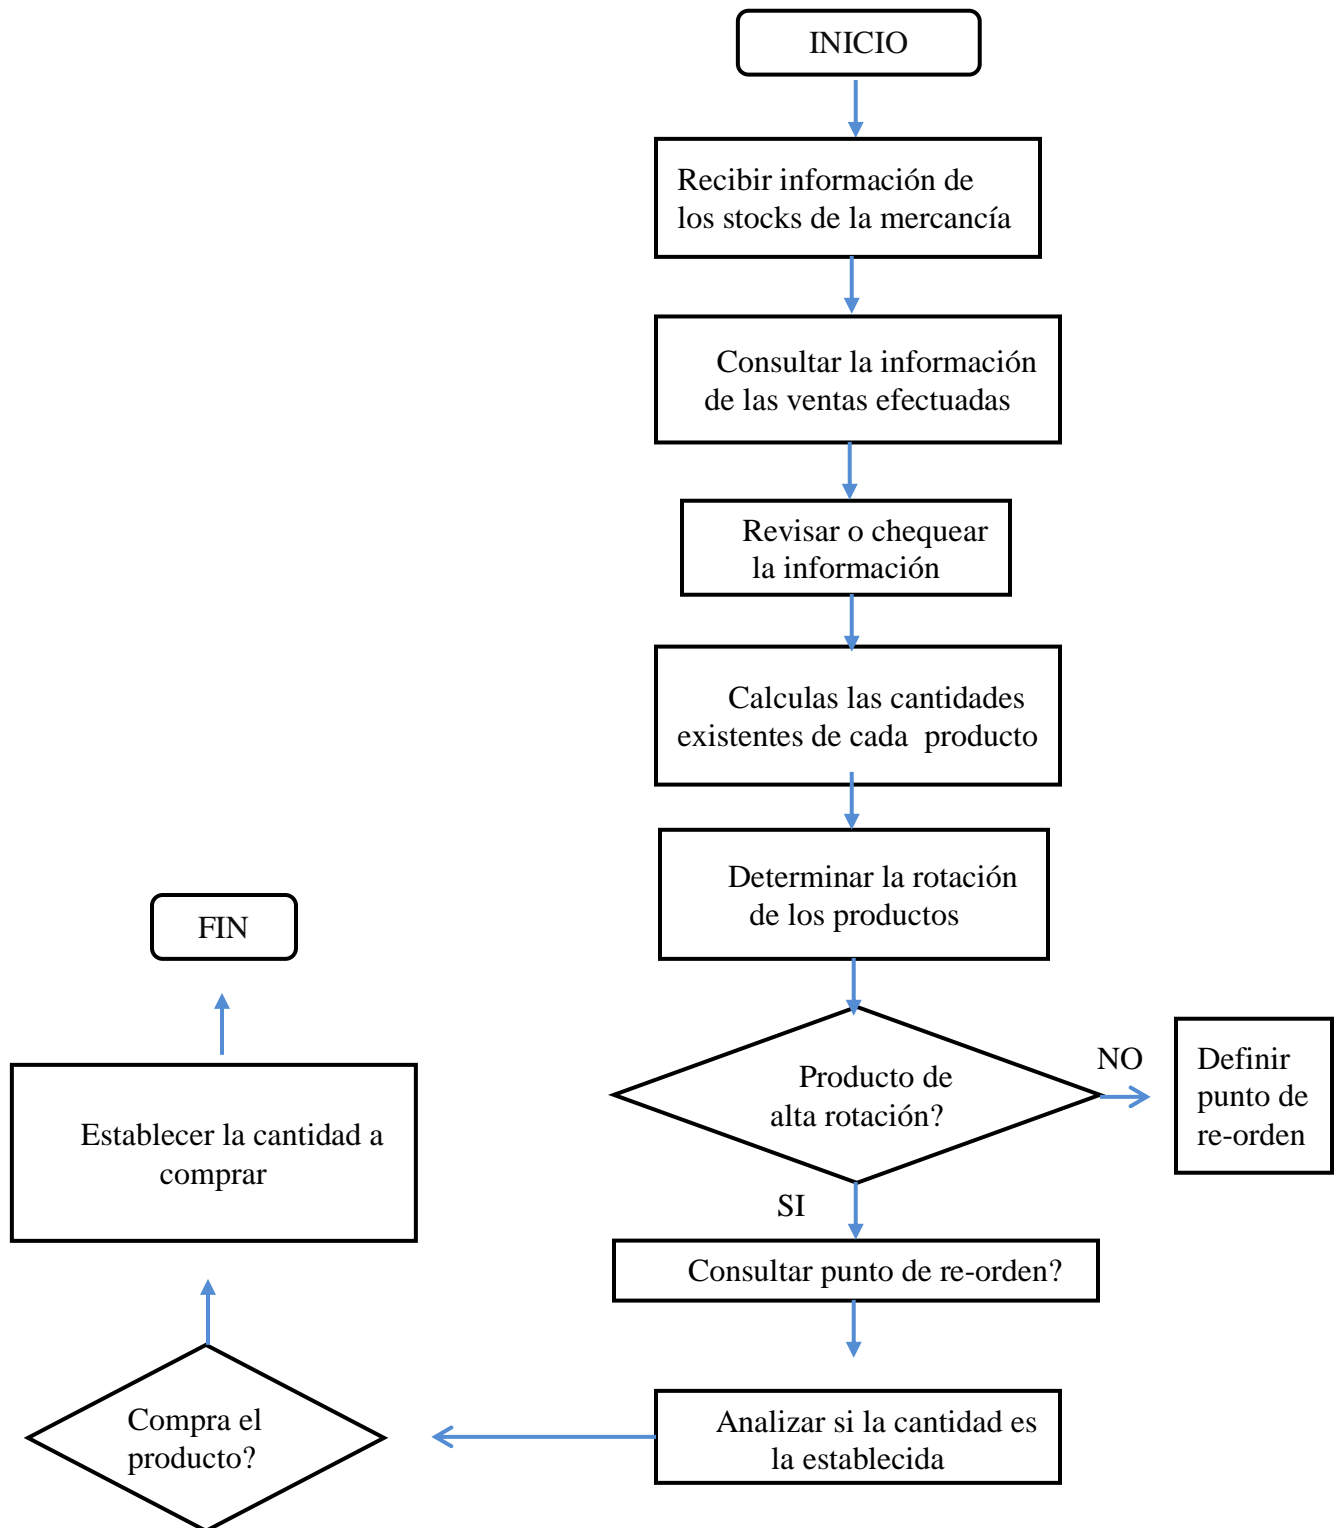 INICIO
Recibir información de
los stocks de la mercancía
Consultar la información
de las ventas efectuadas
Revisar o chequear
la información
Calculas las cantidades
existentes de cada producto
Determinar la rotación
de los productos
Producto de
alta rotación?
NO
Definir
punto de
re-orden
SI
Consultar punto de re-orden?
Analizar si la cantidad es
la establecida
Compra el
producto?
Establecer la cantidad a
comprar
FIN